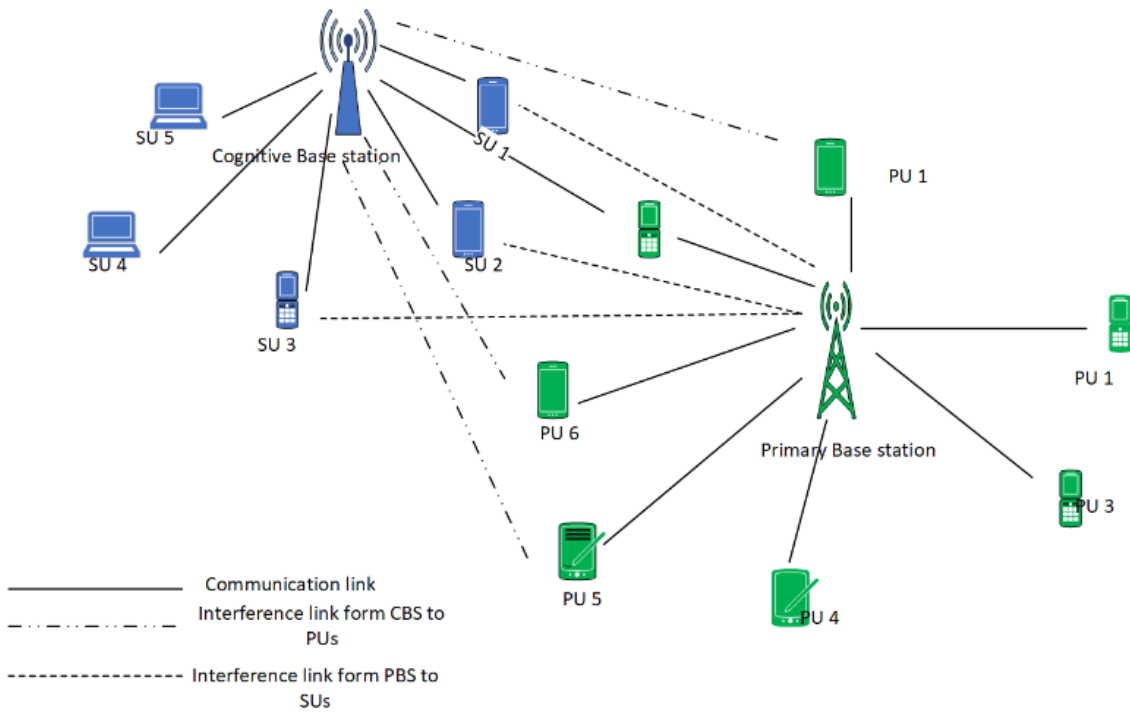 SU 5
SU 1
Cognitive Base station
PU 1
SU 4
SU 2
SU 3
PU 1
PU 6
Primary Base station
PU 3
PU 5
PU 4
Communication link
Interference link form CBS to
PUs
Interference link form PBS to
SUs